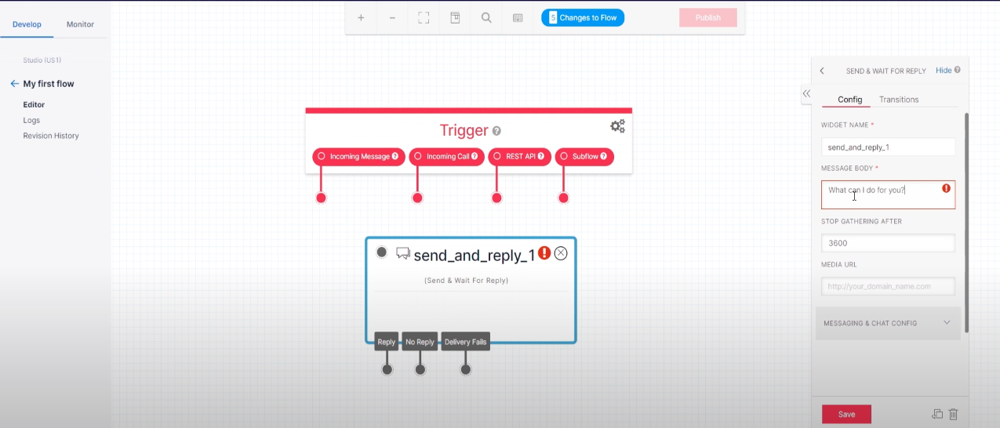 5 Changes to Flow
Publish
Develop
Monitor
Studio (US1)
My first flow
Editor
Logs
Revision History
Trigger
Incoming Message
Incoming Call
REST API
Subflow
send_and_reply_1
(Send & Wait For Reply)
Reply
No Reply
Delivery Fails
SEND & WAIT FOR REPLY
Hide
Config
Transitions
WIDGET NAME *
send_and_reply_1
MESSAGE BODY *
What can I do for you?
STOP GATHERING AFTER
3600
MEDIA URL
http://your_domain_name.com
MESSAGING & CHAT CONFIG
Save